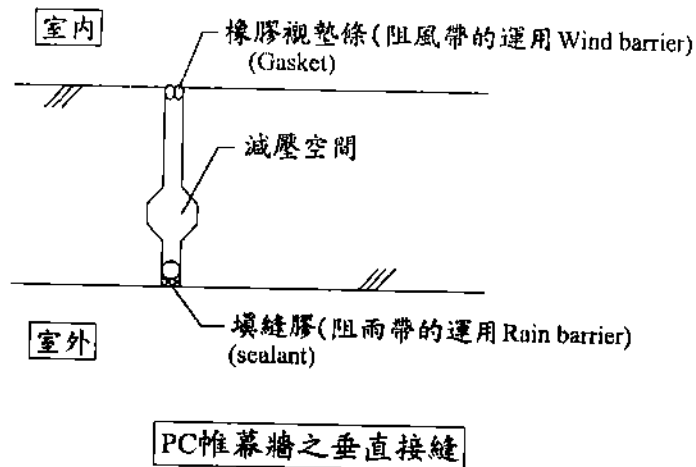 室內
橡膠襯墊條(阻風帶的運用 Wind barrier)
(Gasket)
減壓空間
填縫膠(阻雨帶的運用 Rain barrier)
(sealant)
室外
PC帷幕牆之垂直接縫